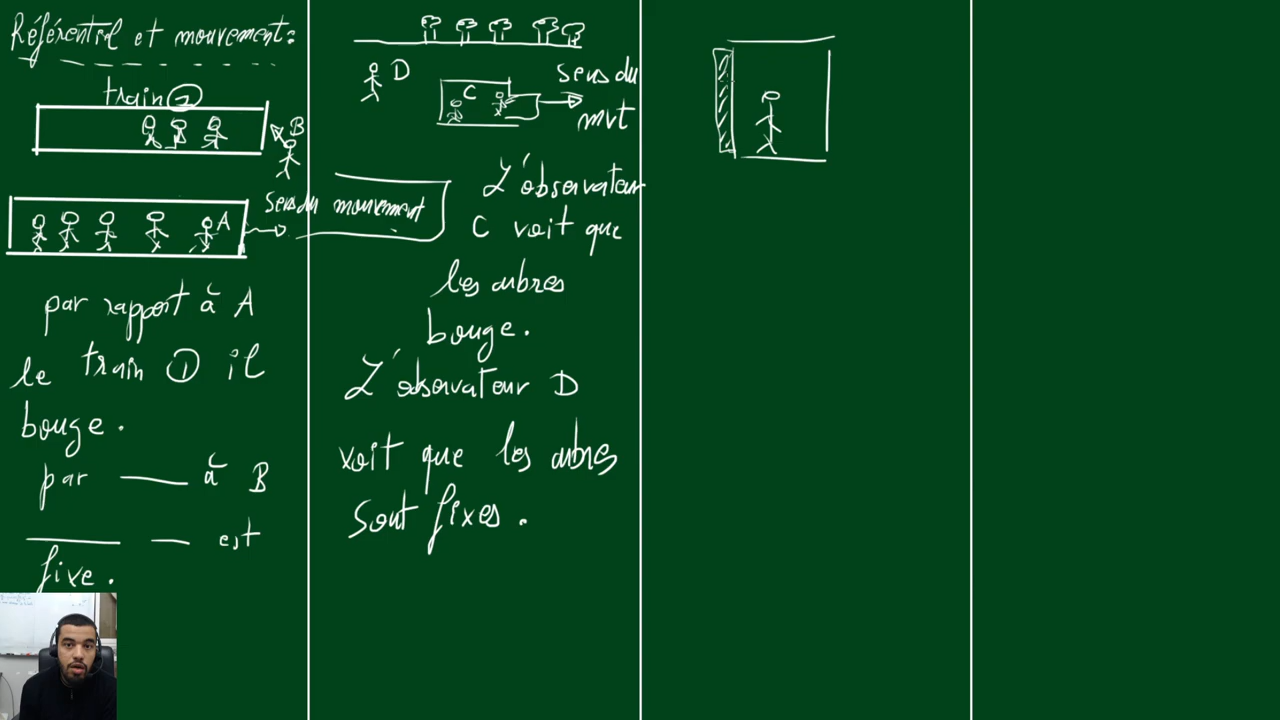 Référentiel et mouvement:
train 2
B
A
sens du mouvement
par rapport à A
le train 1 il
bouge.
par —— à B
—— — est
fixe.
D
C
sens du
mvt
L'observateur
C voit que
les arbres
bouge.
L'observateur D
voit que les arbres
sont fixes.